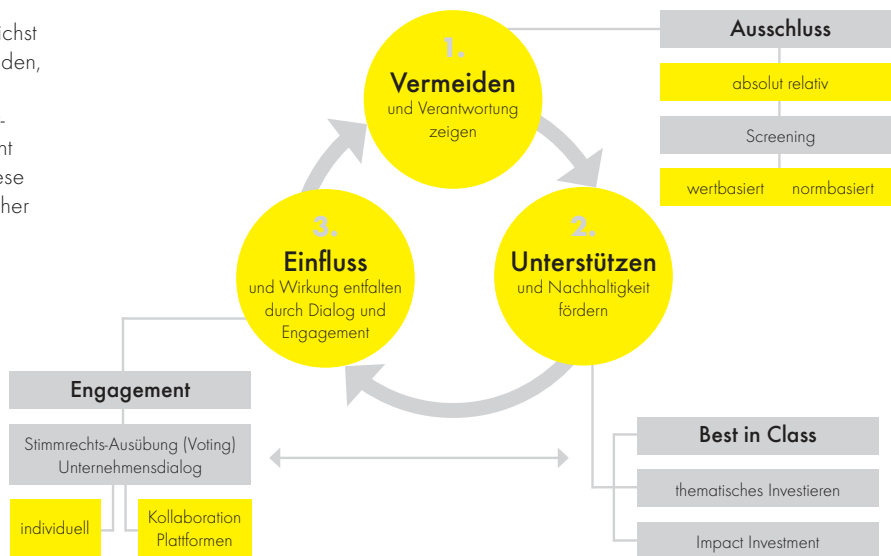 1.
Vermeiden
und Verantwortung
zeigen
Ausschluss
absolut relativ
Screening
wertbasiert normbasiert
2.
Unterstützen
und Nachhaltigkeit
fördern
3.
Einfluss
und Wirkung entfalten
durch Dialog und
Engagement
Engagement
Stimmrechts-Ausübung (Voting)
Unternehmensdialog
individuell
Kollaboration
Plattformen
Best in Class
thematisches Investieren
Impact Investment